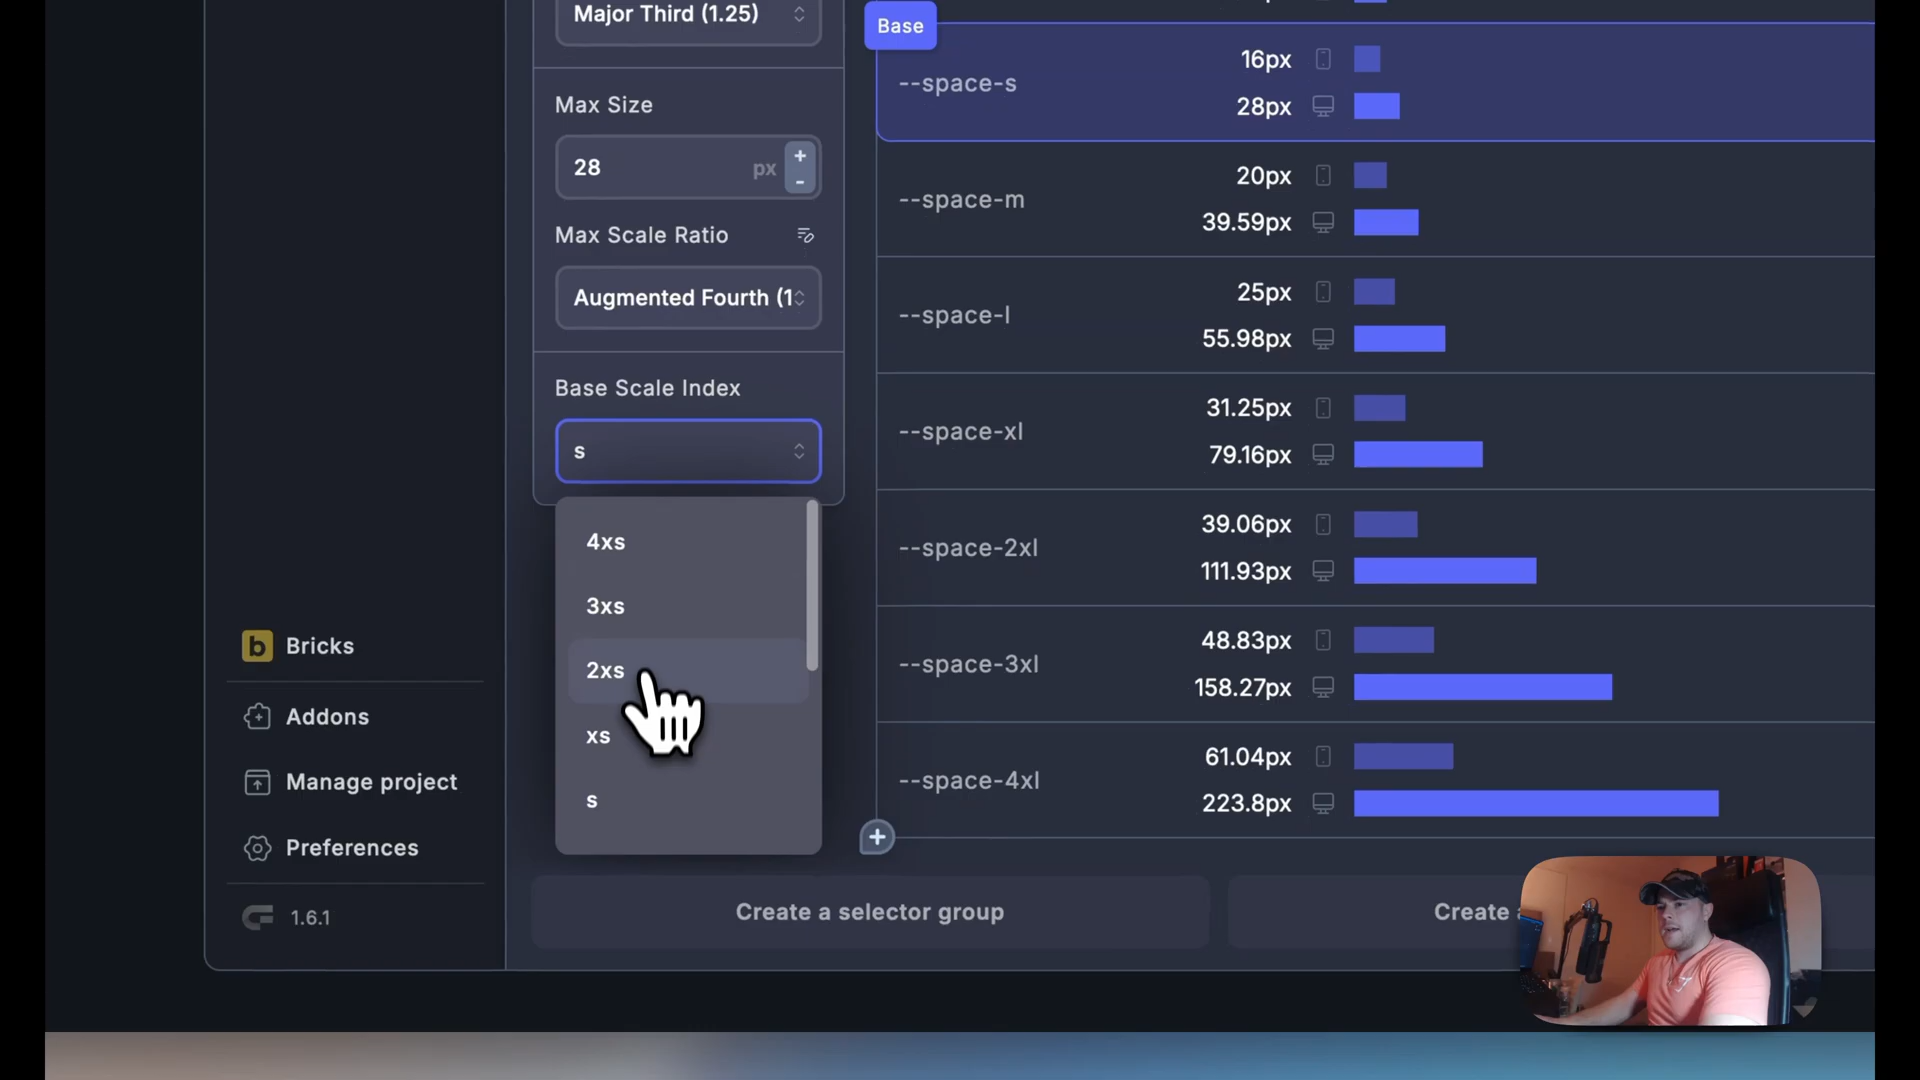 Major Third (1.25)
Max Size
28
px
+
-
Max Scale Ratio
Augmented Fourth (1
Base Scale Index
s
4xs
3xs
2xs
xs
s
Bricks
Addons
Manage project
Preferences
1.6.1
Base
--space-s
16px
28px
--space-m
20px
39.59px
--space-l
25px
55.98px
--space-xl
31.25px
79.16px
--space-2xl
39.06px
111.93px
--space-3xl
48.83px
158.27px
--space-4xl
61.04px
223.8px
+
Create a selector group
Create